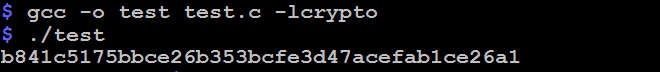 $ gcc -o test test.c -lcrypto
$ ./test
b841c5175bbce26b353bcfe3d47acefab1ce26a1